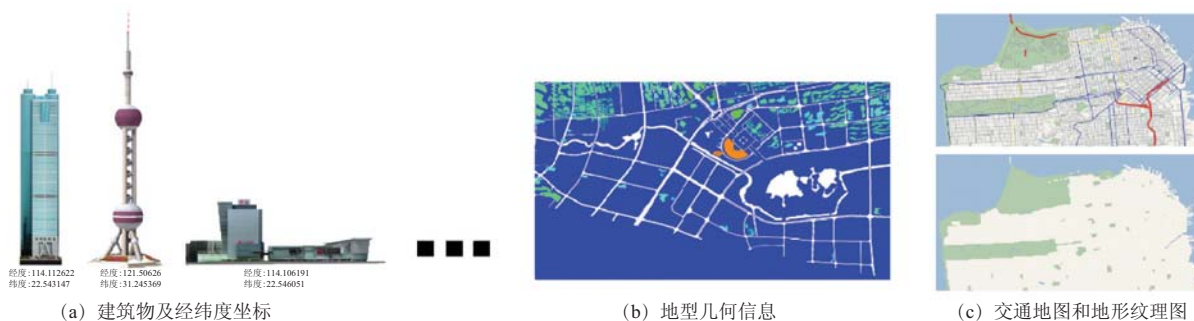 经度:114.112622
纬度:22.543147
经度:121.50626
纬度:31.245369
经度:114.106191
纬度:22.546051
(a) 建筑物及经纬度坐标
(b) 地型几何信息
(c) 交通地图和地形纹理图